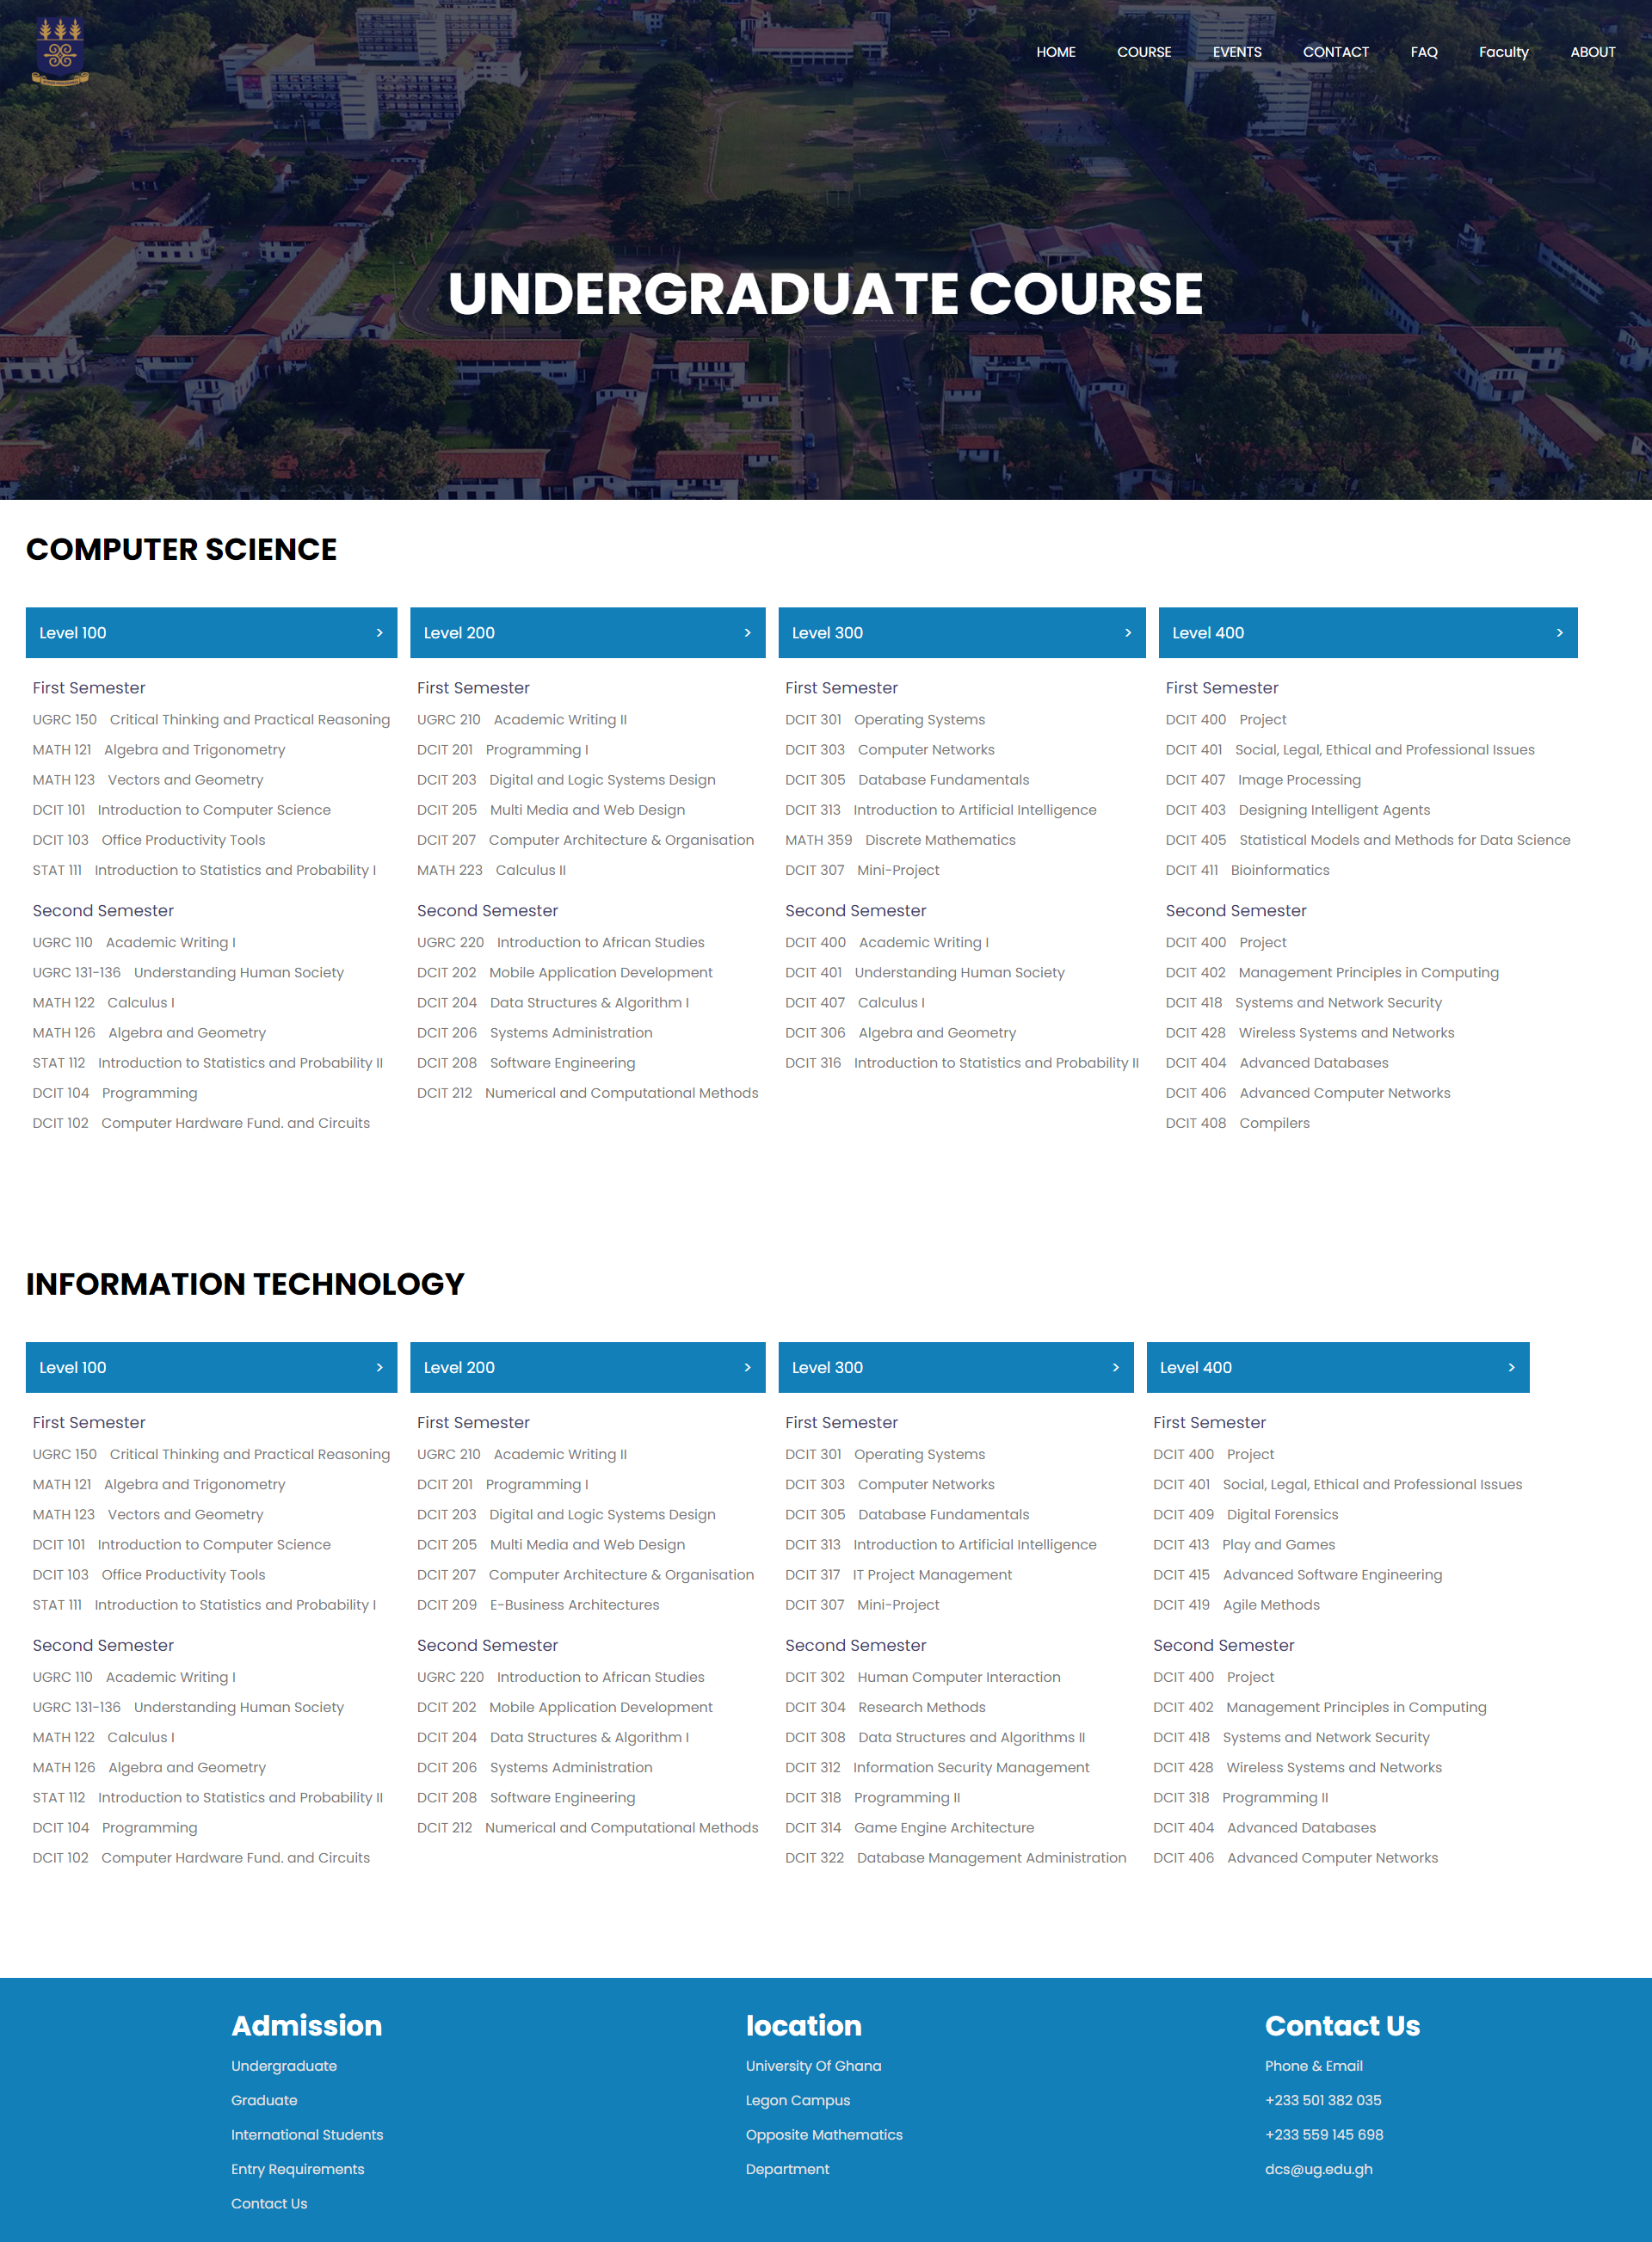 HOME COURSE EVENTS CONTACT FAQ Faculty ABOUT
UNDERGRADUATE COURSE
COMPUTER SCIENCE
Level 100 >
First Semester
UGRC 150 Critical Thinking and Practical Reasoning
MATH 121 Algebra and Trigonometry
MATH 123 Vectors and Geometry
DCIT 101 Introduction to Computer Science
DCIT 103 Office Productivity Tools
STAT 111 Introduction to Statistics and Probability I
Second Semester
UGRC 110 Academic Writing I
UGRC 131-136 Understanding Human Society
MATH 122 Calculus I
MATH 126 Algebra and Geometry
STAT 112 Introduction to Statistics and Probability II
DCIT 104 Programming
DCIT 102 Computer Hardware Fund. and Circuits
Level 200 >
First Semester
UGRC 210 Academic Writing II
DCIT 201 Programming I
DCIT 203 Digital and Logic Systems Design
DCIT 205 Multi Media and Web Design
DCIT 207 Computer Architecture & Organisation
MATH 223 Calculus II
Second Semester
UGRC 220 Introduction to African Studies
DCIT 202 Mobile Application Development
DCIT 204 Data Structures & Algorithm I
DCIT 206 Systems Administration
DCIT 208 Software Engineering
DCIT 212 Numerical and Computational Methods
Level 300 >
First Semester
DCIT 301 Operating Systems
DCIT 303 Computer Networks
DCIT 305 Database Fundamentals
DCIT 313 Introduction to Artificial Intelligence
MATH 359 Discrete Mathematics
DCIT 307 Mini-Project
Second Semester
DCIT 400 Academic Writing I
DCIT 401 Understanding Human Society
DCIT 407 Calculus I
DCIT 306 Algebra and Geometry
DCIT 316 Introduction to Statistics and Probability II
Level 400 >
First Semester
DCIT 400 Project
DCIT 401 Social, Legal, Ethical and Professional Issues
DCIT 407 Image Processing
DCIT 403 Designing Intelligent Agents
DCIT 405 Statistical Models and Methods for Data Science
DCIT 411 Bioinformatics
Second Semester
DCIT 400 Project
DCIT 402 Management Principles in Computing
DCIT 418 Systems and Network Security
DCIT 428 Wireless Systems and Networks
DCIT 404 Advanced Databases
DCIT 406 Advanced Computer Networks
DCIT 408 Compilers
INFORMATION TECHNOLOGY
Level 100 >
First Semester
UGRC 150 Critical Thinking and Practical Reasoning
MATH 121 Algebra and Trigonometry
MATH 123 Vectors and Geometry
DCIT 101 Introduction to Computer Science
DCIT 103 Office Productivity Tools
STAT 111 Introduction to Statistics and Probability I
Second Semester
UGRC 110 Academic Writing I
UGRC 131-136 Understanding Human Society
MATH 122 Calculus I
MATH 126 Algebra and Geometry
STAT 112 Introduction to Statistics and Probability II
DCIT 104 Programming
DCIT 102 Computer Hardware Fund. and Circuits
Level 200 >
First Semester
UGRC 210 Academic Writing II
DCIT 201 Programming I
DCIT 203 Digital and Logic Systems Design
DCIT 205 Multi Media and Web Design
DCIT 207 Computer Architecture & Organisation
DCIT 209 E-Business Architectures
Second Semester
UGRC 220 Introduction to African Studies
DCIT 202 Mobile Application Development
DCIT 204 Data Structures & Algorithm I
DCIT 206 Systems Administration
DCIT 208 Software Engineering
DCIT 212 Numerical and Computational Methods
Level 300 >
First Semester
DCIT 301 Operating Systems
DCIT 303 Computer Networks
DCIT 305 Database Fundamentals
DCIT 313 Introduction to Artificial Intelligence
DCIT 317 IT Project Management
DCIT 307 Mini-Project
Second Semester
DCIT 302 Human Computer Interaction
DCIT 304 Research Methods
DCIT 308 Data Structures and Algorithms II
DCIT 312 Information Security Management
DCIT 318 Programming II
DCIT 314 Game Engine Architecture
DCIT 322 Database Management Administration
Level 400 >
First Semester
DCIT 400 Project
DCIT 401 Social, Legal, Ethical and Professional Issues
DCIT 409 Digital Forensics
DCIT 413 Play and Games
DCIT 415 Advanced Software Engineering
DCIT 419 Agile Methods
Second Semester
DCIT 400 Project
DCIT 402 Management Principles in Computing
DCIT 418 Systems and Network Security
DCIT 428 Wireless Systems and Networks
DCIT 318 Programming II
DCIT 404 Advanced Databases
DCIT 406 Advanced Computer Networks
Admission
Undergraduate
Graduate
International Students
Entry Requirements
Contact Us
location
University Of Ghana
Legon Campus
Opposite Mathematics
Department
Contact Us
Phone & Email
+233 501 382 035
+233 559 145 698
dcs@ug.edu.gh